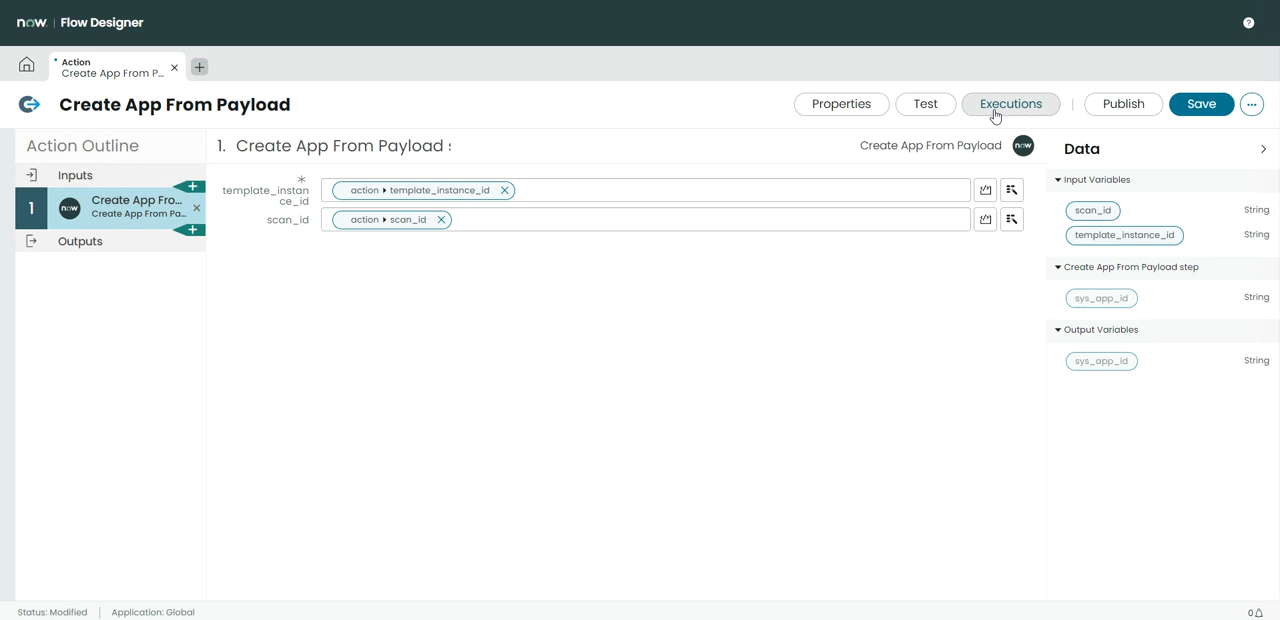 now. | Flow Designer
* Action
Create App From P...
Create App From Payload
Properties
Test
Executions
Publish
Save
Action Outline
Inputs
1
now
Create App Fro...
Create App From Pa...
Outputs
1. Create App From Payload
Create App From Payload
now
*
template_instan
ce_id
action ▸ template_instance_id
scan_id
action ▸ scan_id
Data
Input Variables
scan_id String
template_instance_id String
Create App From Payload step
sys_app_id String
Output Variables
sys_app_id String
Status: Modified | Application: Global
0